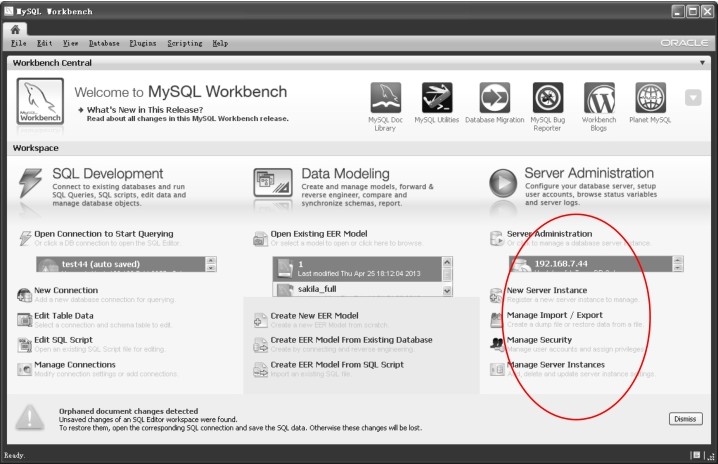 MySQL Workbench
File Edit View Database Plugins Scripting Help
ORACLE
Workbench Central
Welcome to MySQL Workbench
What's New in This Release?
Read about all changes in this MySQL Workbench release.
MySQL Workbench
MySQL Doc Library
MySQL Utilities
Database Migration
MySQL Bug Reporter
Workbench Blogs
Planet MySQL
Workspace
SQL Development
Connect to existing databases and run
SQL Queries, SQL scripts, edit data and
manage database objects.
Open Connection to Start Querying
Or click a DB connection to open the SQL Editor.
test44 (auto saved)
New Connection
Add a new database connection for querying.
Edit Table Data
Select a connection and schema table to edit.
Edit SQL Script
Open an existing SQL Script file for editing.
Manage Connections
Modify connection settings or add connections.
Data Modeling
Create and manage models, forward &
reverse engineer, compare and
synchronize schemas, report.
Open Existing EER Model
Or select a model to open or click here to browse.
1
Last modified Thu Apr 25 18:12:04 2013
sakila_full
Create New EER Model
Create a new EER Model from scratch.
Create EER Model From Existing Database
Create by connecting and reverse engineering.
Create EER Model From SQL Script
Import an existing SQL file.
Server Administration
Configure your database server, setup
user accounts, browse status variables
and server logs.
Server Administration
Or click to manage a database server instance.
192.168.7.44
New Server Instance
Register a new server instance to manage.
Manage Import / Export
Create a dump file or restore data from a file.
Manage Security
Manage user accounts and assign privileges.
Manage Server Instances
Add, delete and update server instance settings.
Orphaned document changes detected
Unsaved changes of an SQL Editor workspace were found.
To restore them, open the corresponding SQL connection and save the SQL data. Otherwise these changes will be lost.
Dismiss
Ready.